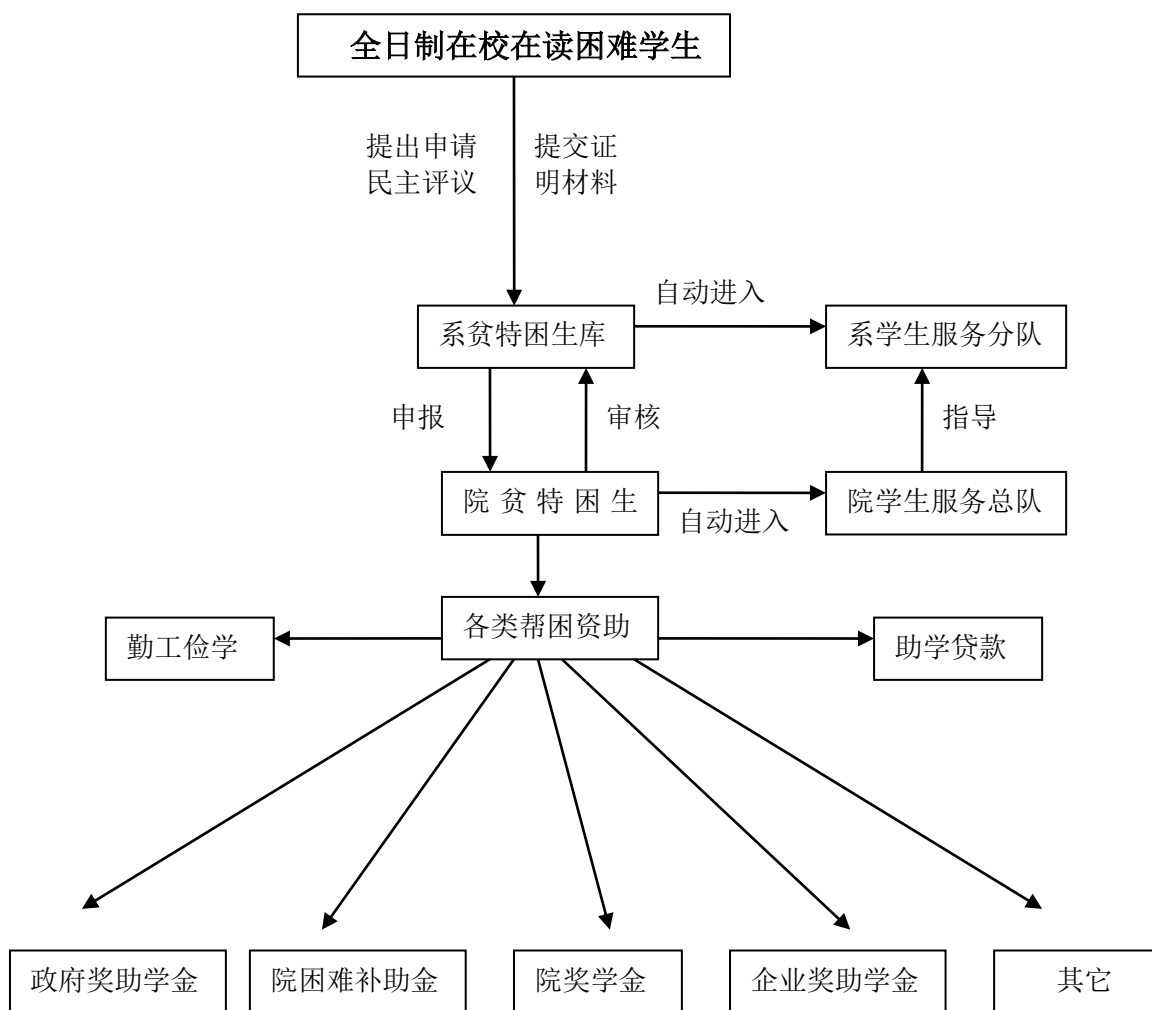 全日制在校在读困难学生
提出申请
民主评议
提交证
明材料
自动进入
系贫特困生库
系学生服务分队
申报
审核
指导
院贫特困生
院学生服务总队
自动进入
各类帮困资助
勤工俭学
助学贷款
政府奖助学金
院困难补助金
院奖学金
企业奖助学金
其它